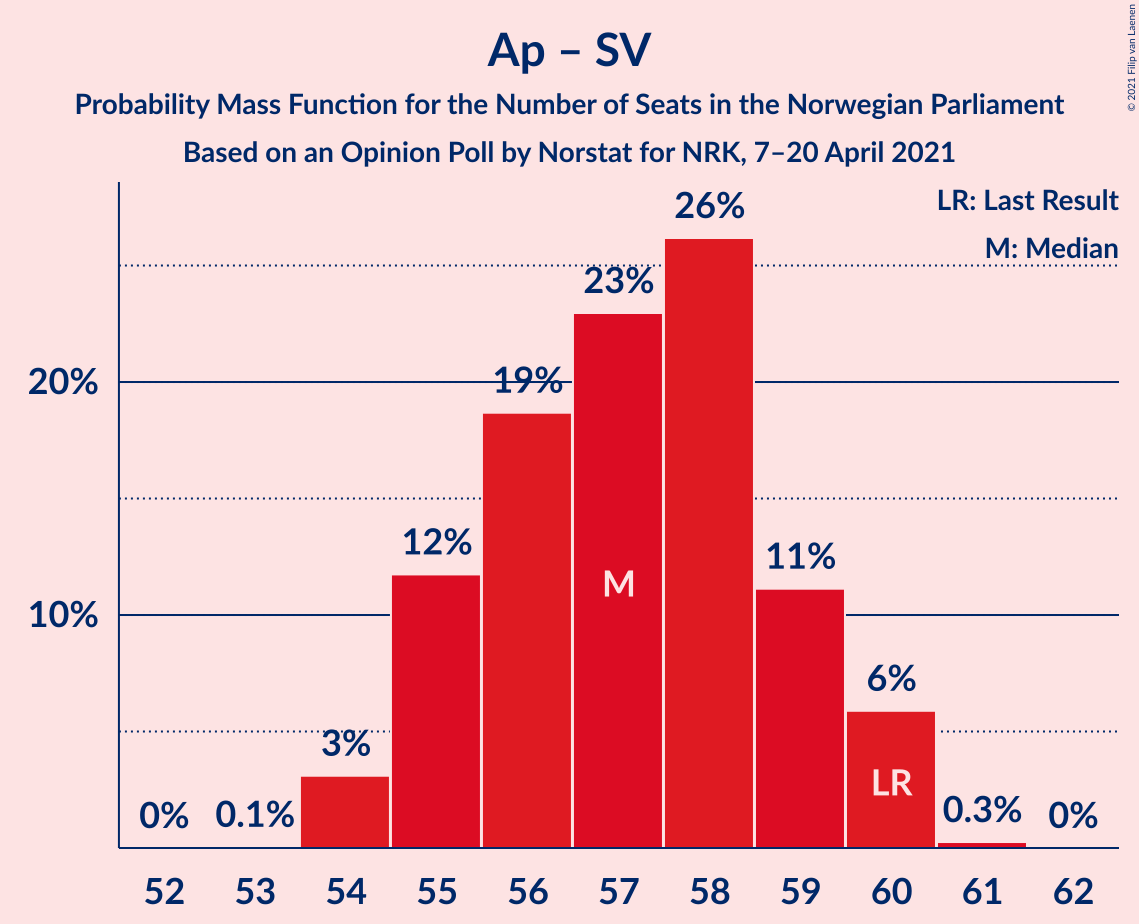 Ap – SV
Probability Mass Function for the Number of Seats in the Norwegian Parliament
Based on an Opinion Poll by Norstat for NRK, 7–20 April 2021
© 2021 Filip van Laenen
LR: Last Result
M: Median
26%
23%
20%
19%
12%
11%
M
10%
6%
3%
LR
0%
0.1%
0.3%
0%
52 53 54 55 56 57 58 59 60 61 62